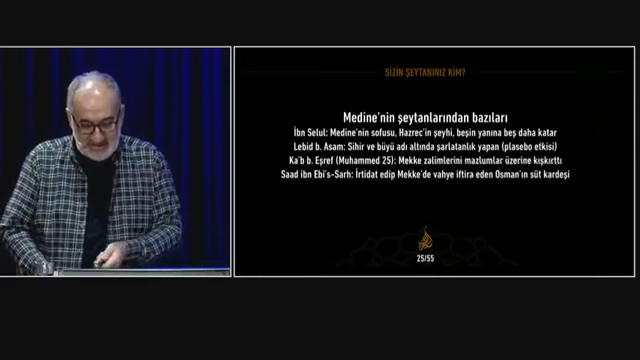 SİZİN ŞEYTANINIZ KİM?
Medine'nin şeytanlarından bazıları
İbn Selul: Medine'nin sofusu, Hazrec'in şeyhi, beşin yanına beş daha katar
Lebid b. Asam: Sihir ve büyü adı altında şarlatanlık yapan (plasebo etkisi)
Ka'b b. Eşref (Muhammed 25): Mekke zalimlerini mazlumlar üzerine kışkırttı
Saad ibn Ebi's-Sarh: İrtidat edip Mekke'de vahye iftira eden Osman'ın süt kardeşi
25/55